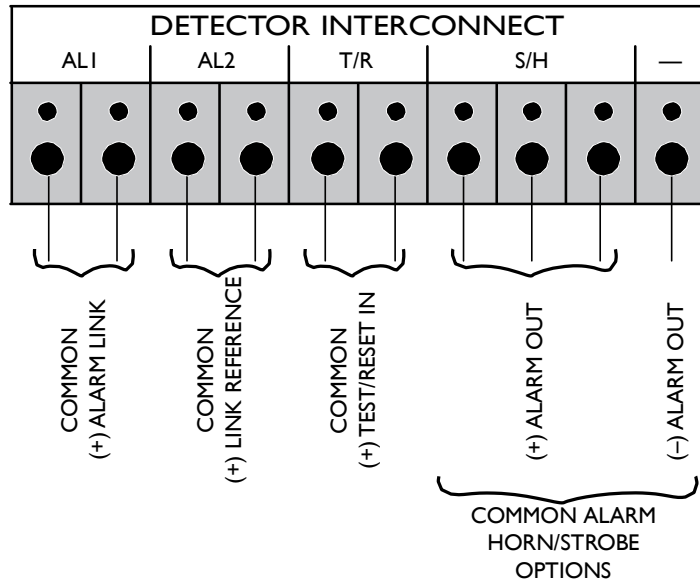 DETECTOR INTERCONNECT
AL1 AL2 T/R S/H —
COMMON
(+) ALARM LINK
COMMON
(+) LINK REFERENCE
COMMON
(+) TEST/RESET IN
(+) ALARM OUT
(–) ALARM OUT
COMMON ALARM
HORN/STROBE
OPTIONS